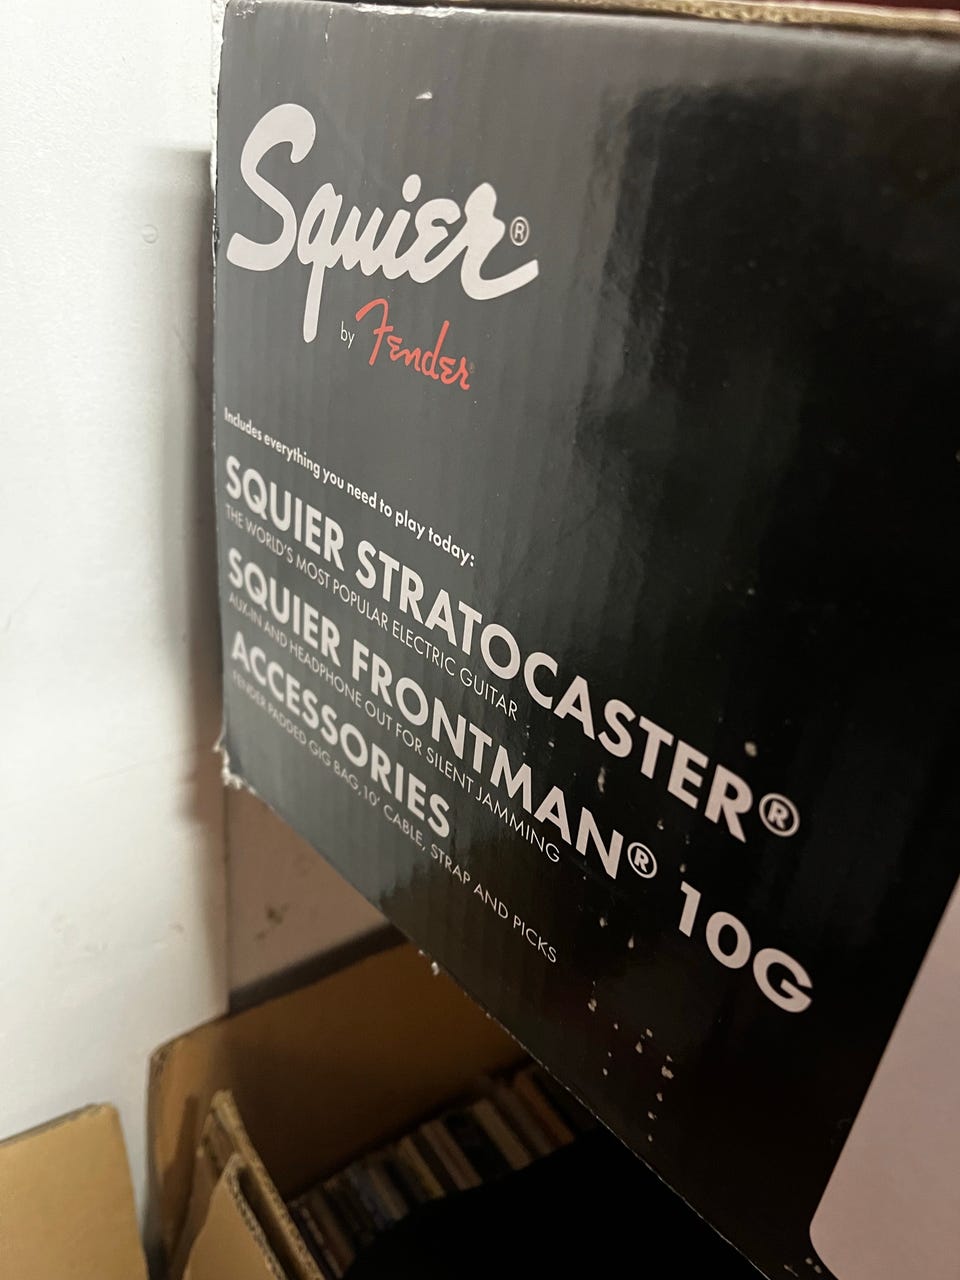 Squier®
by Fender
Includes everything you need to play today:
SQUIER STRATOCASTER®
THE WORLD'S MOST POPULAR ELECTRIC GUITAR
SQUIER FRONTMAN® 10G
AUX-IN AND HEADPHONE OUT FOR SILENT JAMMING
ACCESSORIES
FENDER PADDED GIG BAG, 10' CABLE, STRAP AND PICKS